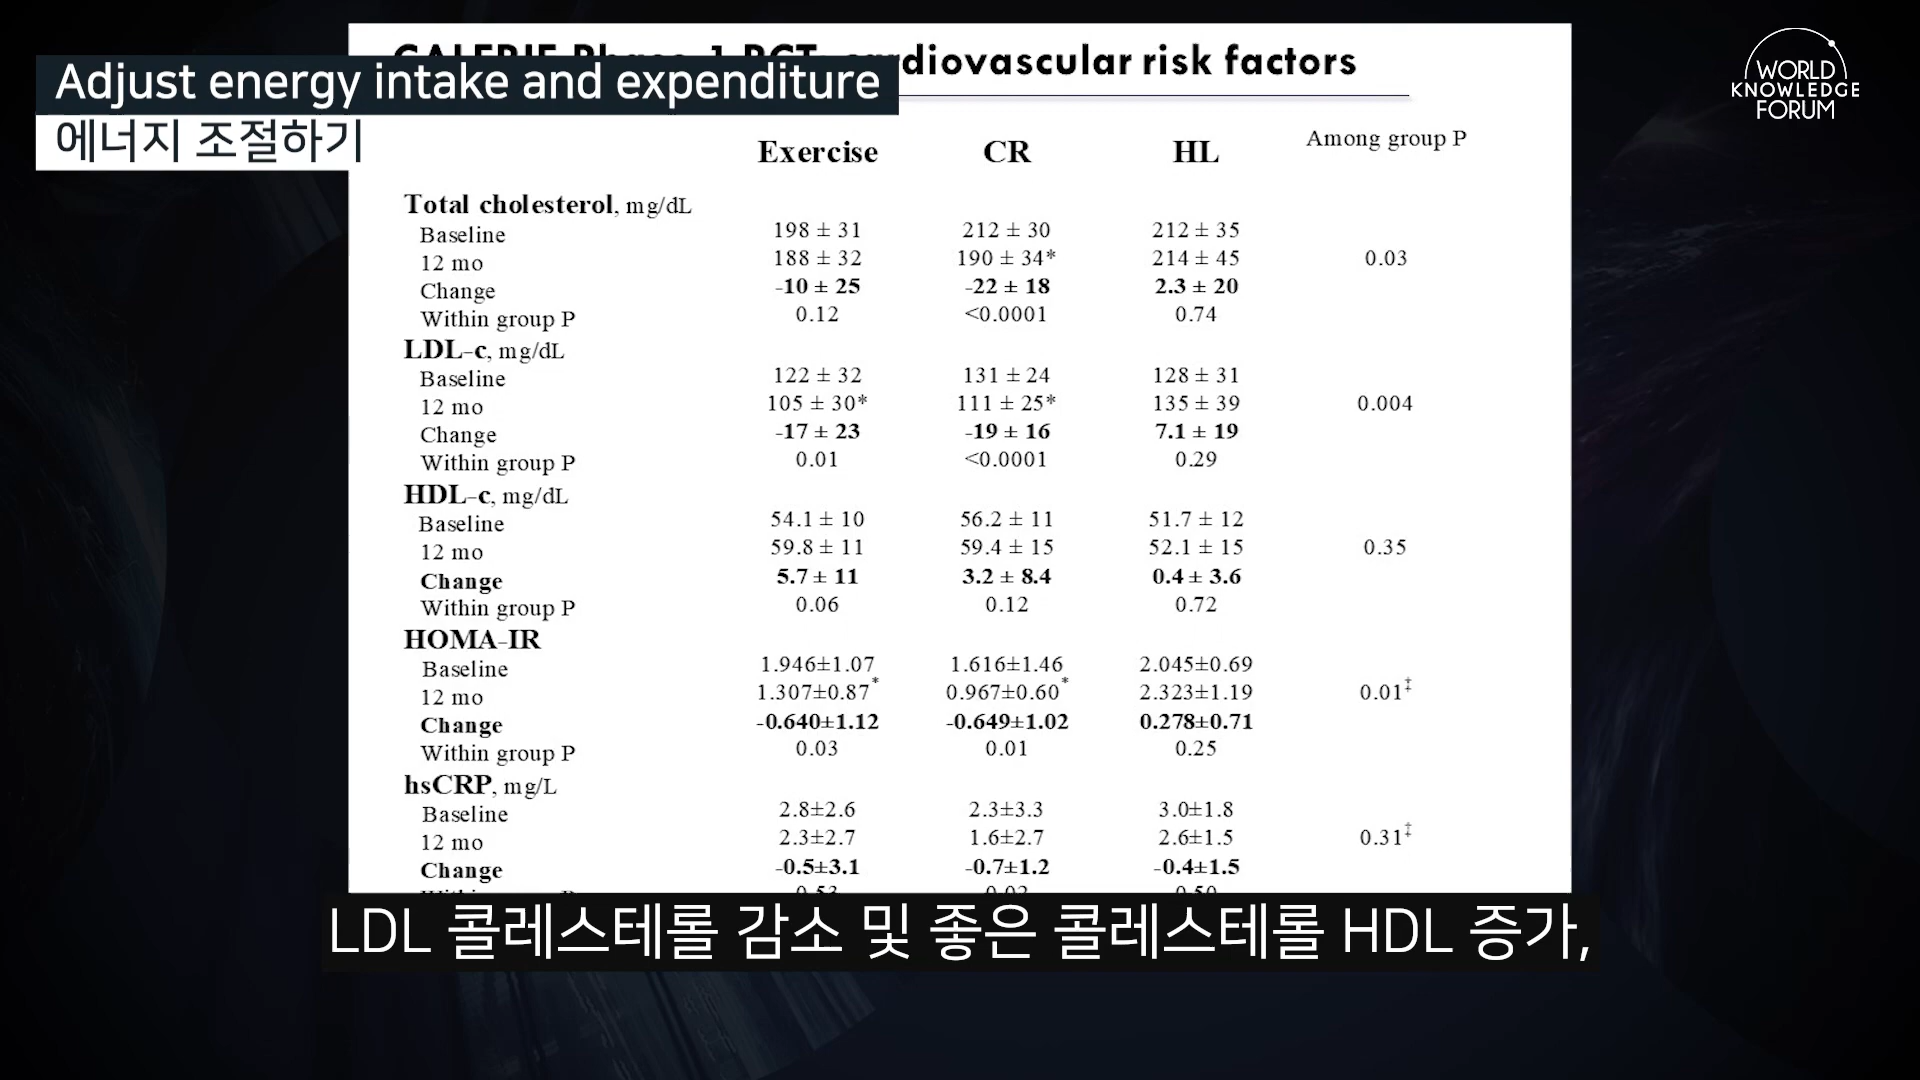 cardiovascular risk factors
Adjust energy intake and expenditure
에너지 조절하기
WORLD
KNOWLEDGE
FORUM
Exercise CR HL Among group P
Total cholesterol, mg/dL
Baseline 198 ± 31 212 ± 30 212 ± 35
12 mo 188 ± 32 190 ± 34* 214 ± 45 0.03
Change -10 ± 25 -22 ± 18 2.3 ± 20
Within group P 0.12 <0.0001 0.74
LDL-c, mg/dL
Baseline 122 ± 32 131 ± 24 128 ± 31
12 mo 105 ± 30* 111 ± 25* 135 ± 39 0.004
Change -17 ± 23 -19 ± 16 7.1 ± 19
Within group P 0.01 <0.0001 0.29
HDL-c, mg/dL
Baseline 54.1 ± 10 56.2 ± 11 51.7 ± 12
12 mo 59.8 ± 11 59.4 ± 15 52.1 ± 15 0.35
Change 5.7 ± 11 3.2 ± 8.4 0.4 ± 3.6
Within group P 0.06 0.12 0.72
HOMA-IR
Baseline 1.946±1.07 1.616±1.46 2.045±0.69
12 mo 1.307±0.87* 0.967±0.60* 2.323±1.19 0.01‡
Change -0.640±1.12 -0.649±1.02 0.278±0.71
Within group P 0.03 0.01 0.25
hsCRP, mg/L
Baseline 2.8±2.6 2.3±3.3 3.0±1.8
12 mo 2.3±2.7 1.6±2.7 2.6±1.5 0.31‡
Change -0.5±3.1 -0.7±1.2 -0.4±1.5
LDL 콜레스테롤 감소 및 좋은 콜레스테롤 HDL 증가,